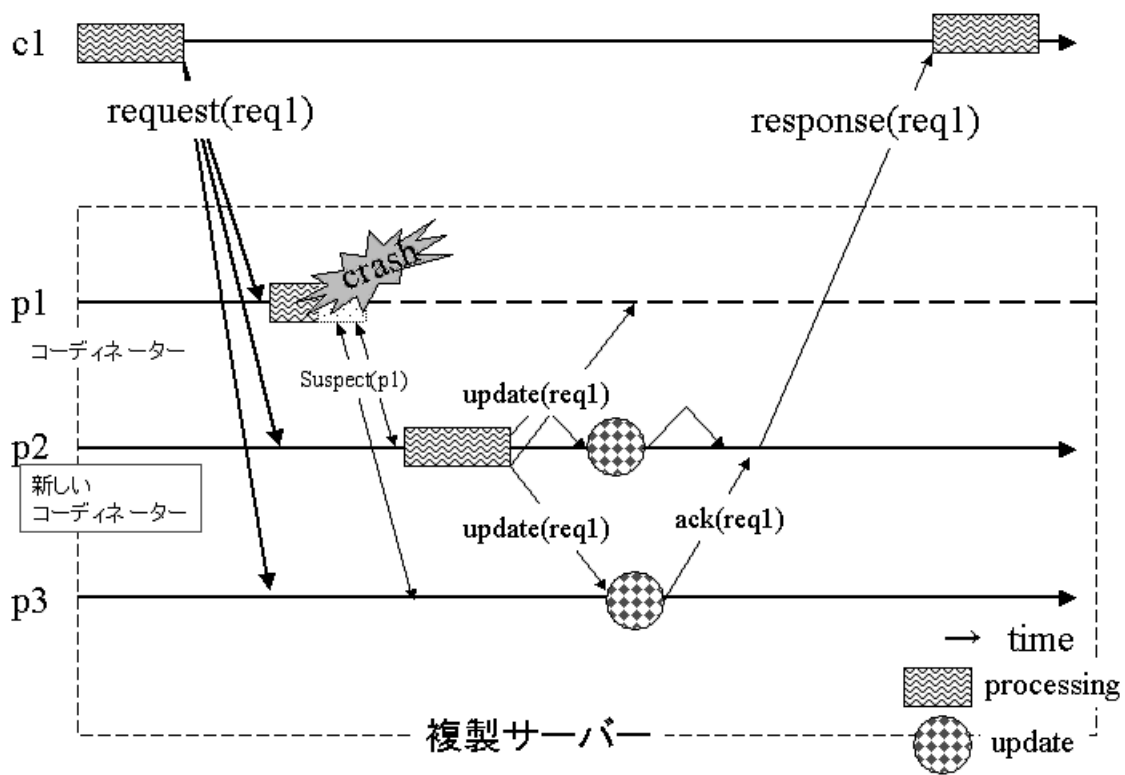 c1
request(req1)
response(req1)
crash
p1
コーディネーター
Suspect(p1)
update(req1)
p2
新しい
コーディネーター
update(req1)
ack(req1)
p3
time
processing
複製サーバー
update